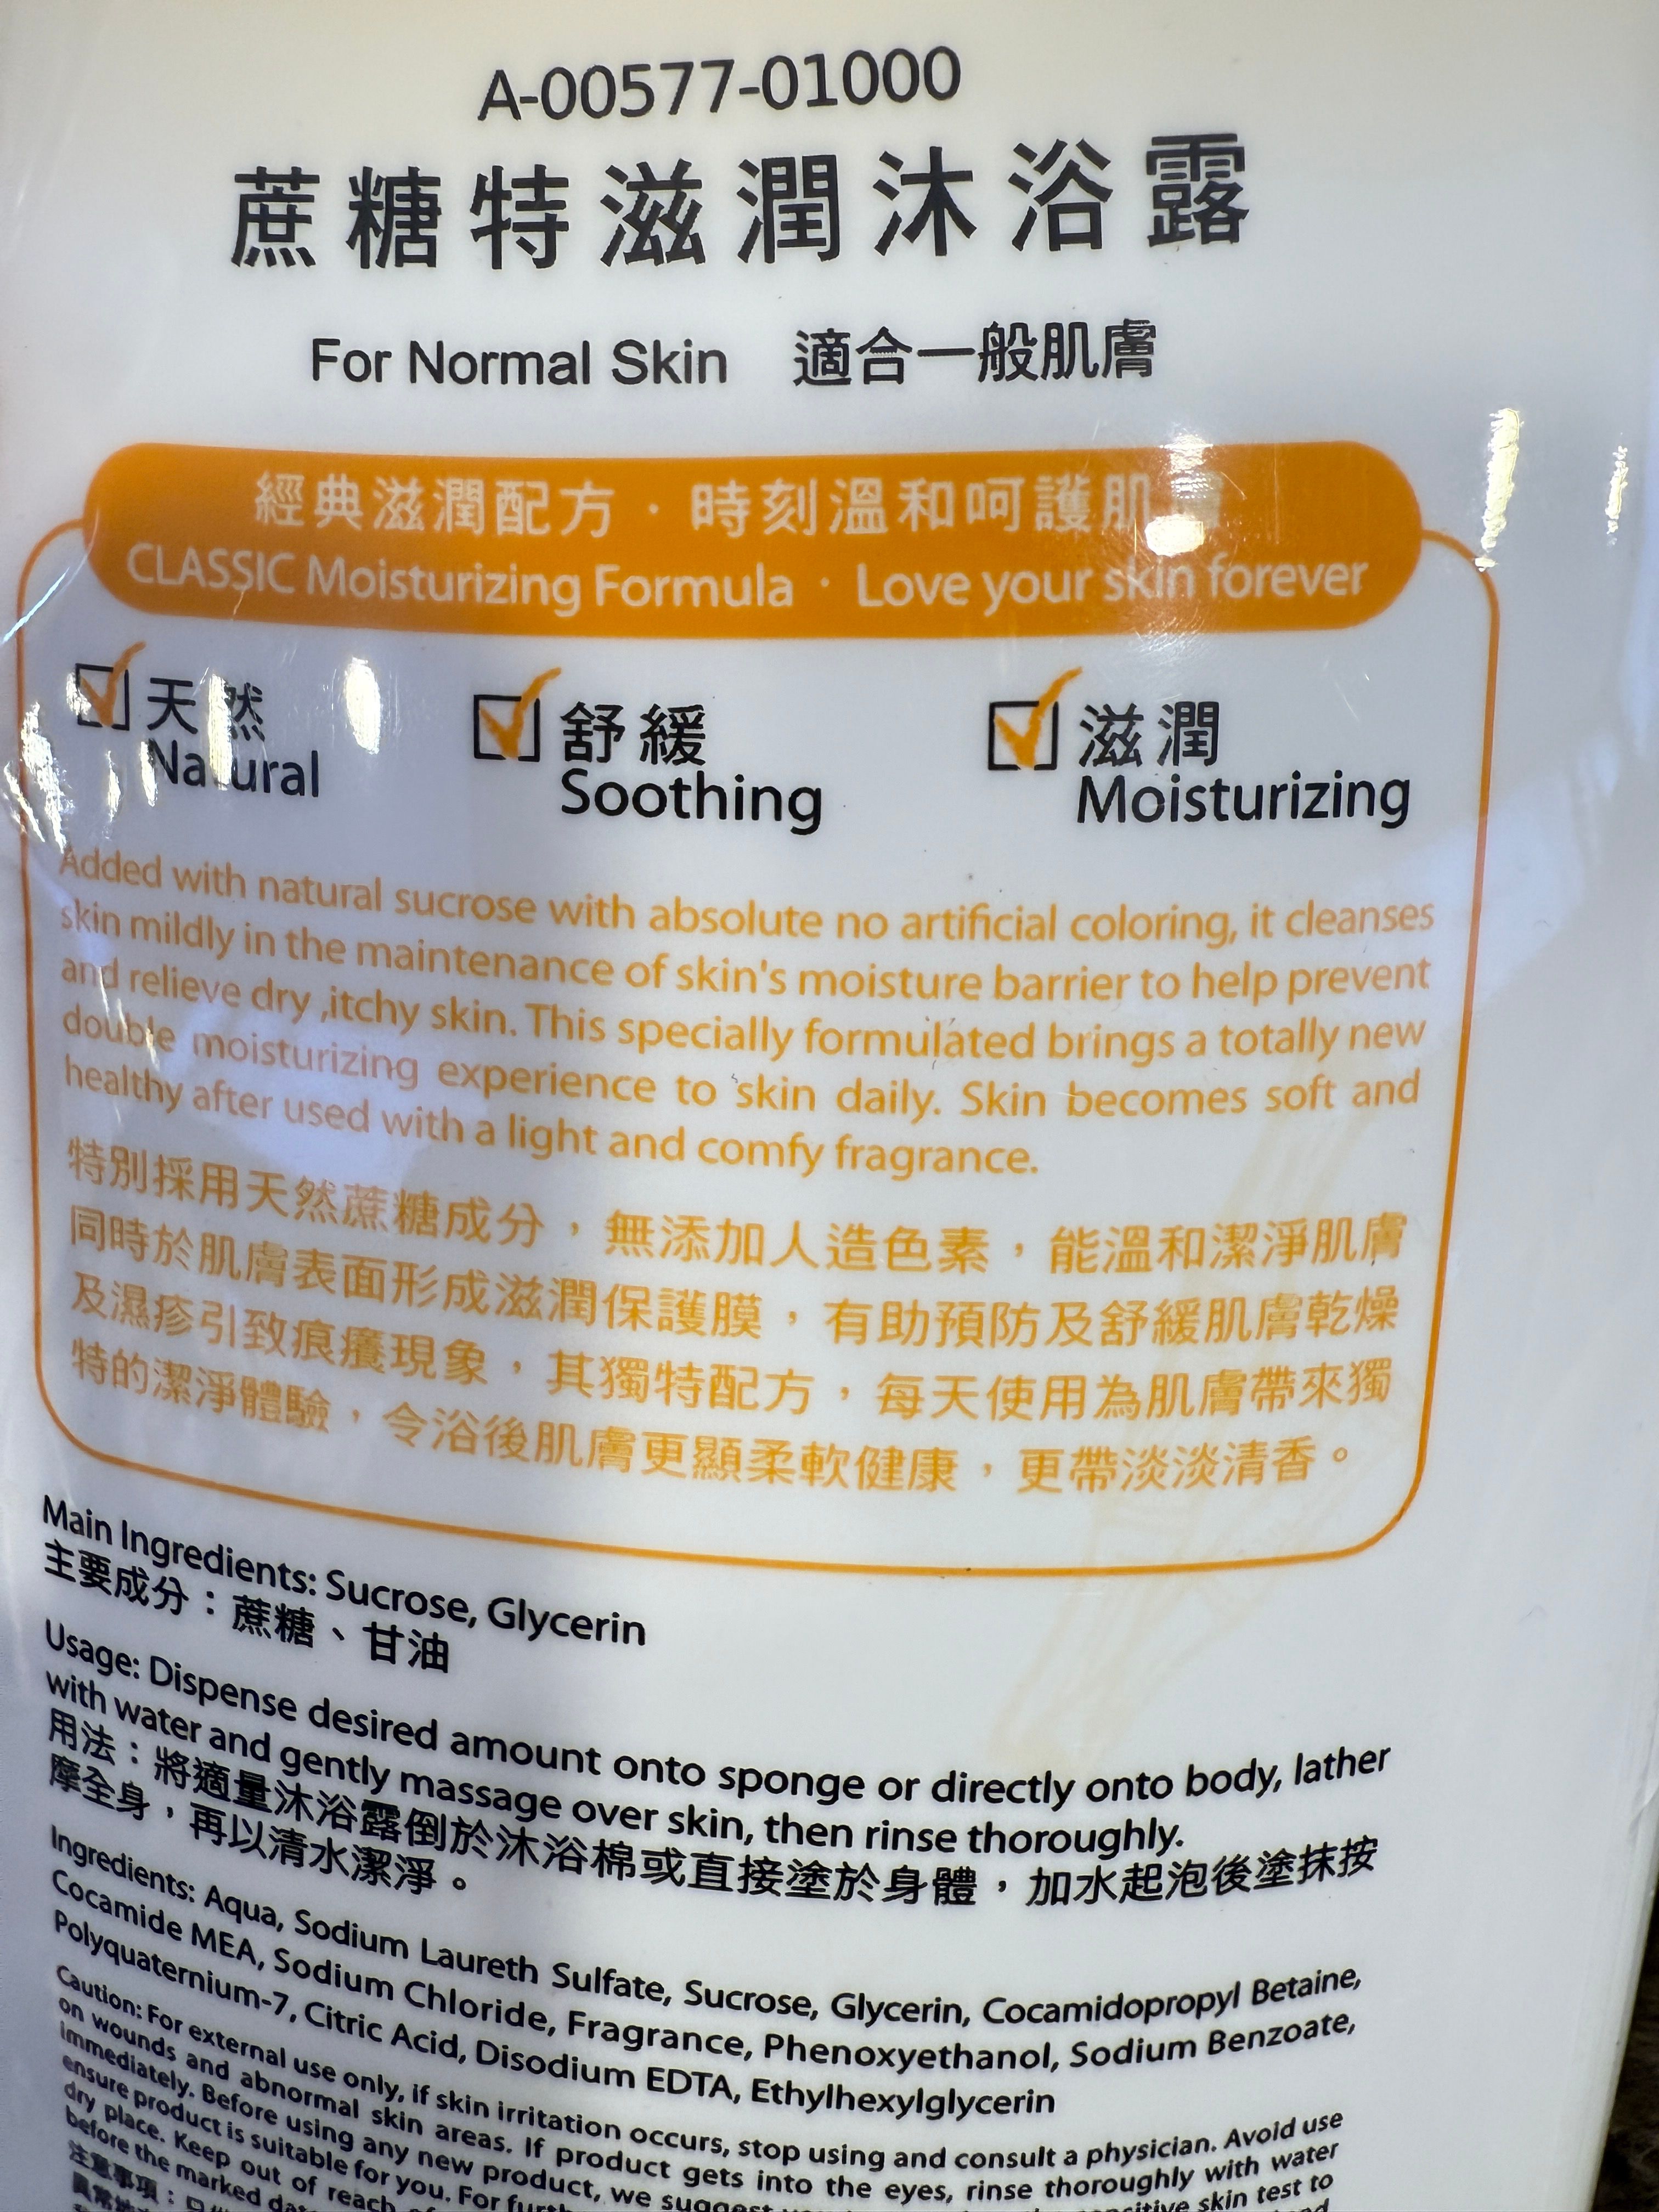 A-00577-01000
蔗糖特滋潤沐浴露
For Normal Skin 適合一般肌膚
經典滋潤配方・時刻溫和呵護肌
CLASSIC Moisturizing Formula・Love your skin forever
天然
Natural
舒緩
Soothing
滋潤
Moisturizing
Added with natural sucrose with absolute no artificial coloring, it cleanses
skin mildly in the maintenance of skin's moisture barrier to help prevent
and relieve dry ,itchy skin. This specially formulated brings a totally new
double moisturizing experience to skin daily. Skin becomes soft and
healthy after used with a light and comfy fragrance.
特別採用天然蔗糖成分，無添加人造色素，能溫和潔淨肌膚
同時於肌膚表面形成滋潤保護膜，有助預防及舒緩肌膚乾燥
及濕疹引致痕癢現象，其獨特配方，每天使用為肌膚帶來獨
特的潔淨體驗，令浴後肌膚更顯柔軟健康，更帶淡淡清香。
Main Ingredients: Sucrose, Glycerin
主要成分：蔗糖、甘油
Usage: Dispense desired amount onto sponge or directly onto body, lather
with water and gently massage over skin, then rinse thoroughly.
用法：將適量沐浴露倒於沐浴棉或直接塗於身體，加水起泡後塗抹按
摩全身，再以清水潔淨。
Ingredients: Aqua, Sodium Laureth Sulfate, Sucrose, Glycerin, Cocamidopropyl Betaine,
Cocamide MEA, Sodium Chloride, Fragrance, Phenoxyethanol, Sodium Benzoate,
Polyquaternium-7, Citric Acid, Disodium EDTA, Ethylhexylglycerin
Caution: For external use only, if skin irritation occurs, stop using and consult a physician. Avoid use
on wounds and abnormal skin areas. If product gets into the eyes, rinse thoroughly with water
immediately. Before using any new product, we suggest sensitive skin test to
ensure product is suitable for you. For
dry place. Keep out of reach
before the marked
注意事項：